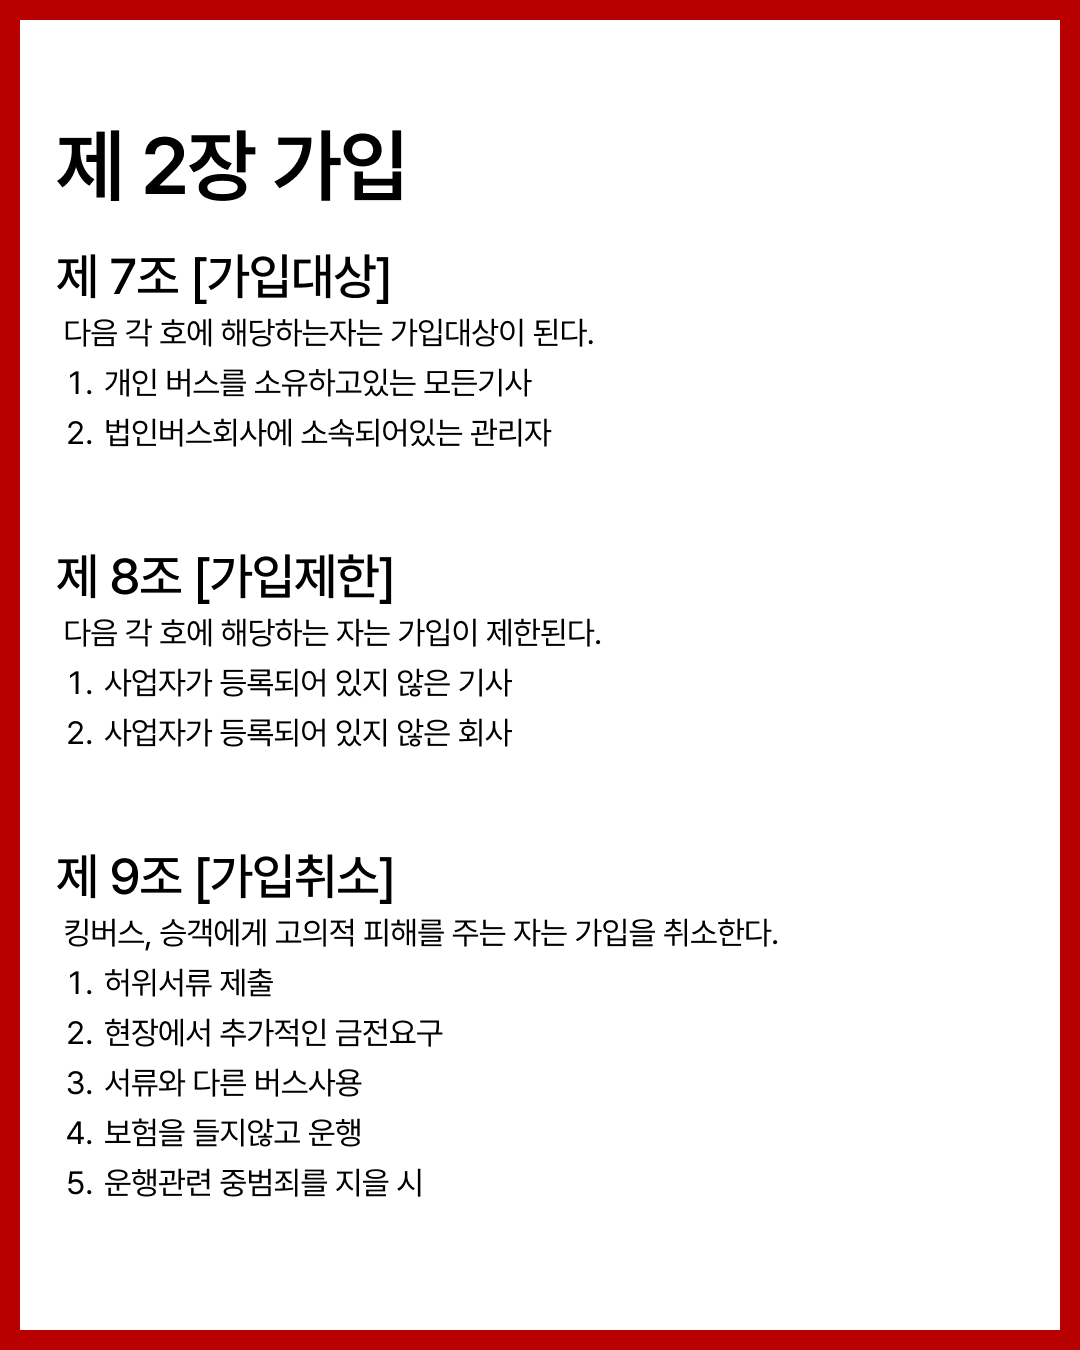 제 2장 가입
제 7조 [가입대상]
다음 각 호에 해당하는자는 가입대상이 된다.
1. 개인 버스를 소유하고있는 모든기사
2. 법인버스회사에 소속되어있는 관리자
제 8조 [가입제한]
다음 각 호에 해당하는 자는 가입이 제한된다.
1. 사업자가 등록되어 있지 않은 기사
2. 사업자가 등록되어 있지 않은 회사
제 9조 [가입취소]
킹버스, 승객에게 고의적 피해를 주는 자는 가입을 취소한다.
1. 허위서류 제출
2. 현장에서 추가적인 금전요구
3. 서류와 다른 버스사용
4. 보험을 들지않고 운행
5. 운행관련 중범죄를 지을 시